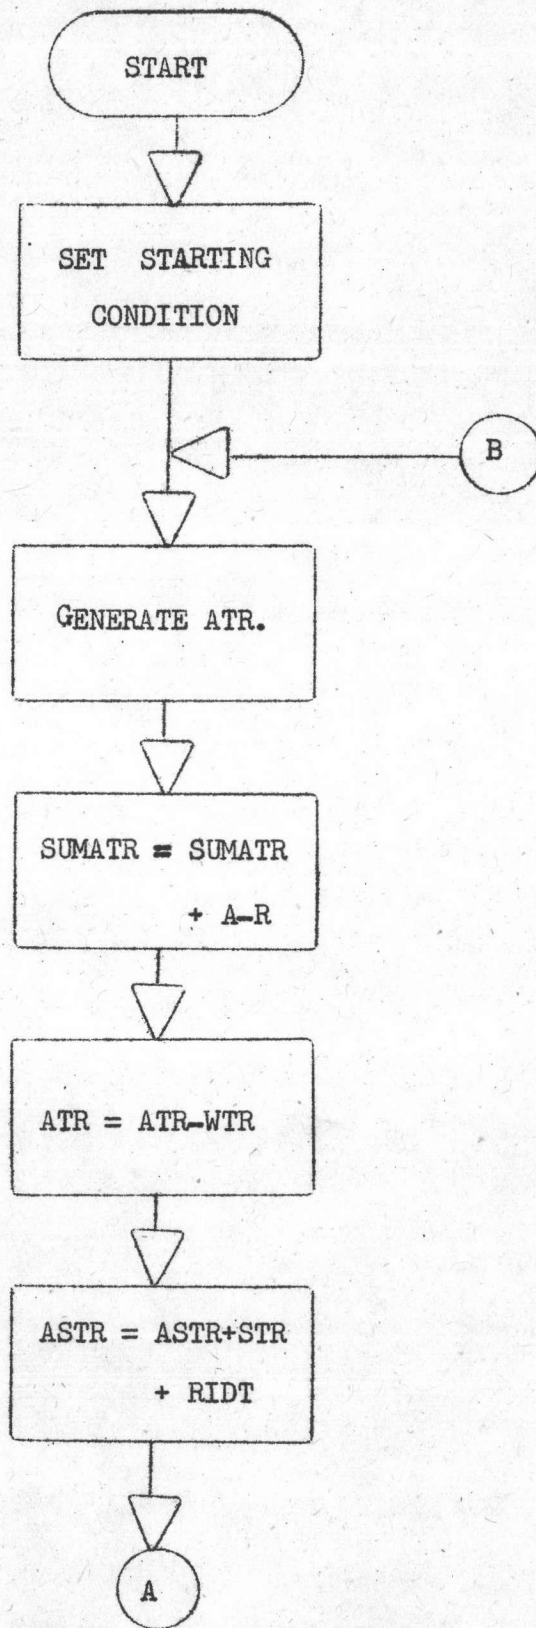 START
SET STARTING
CONDITION
B
GENERATE ATR.
SUMATR = SUMATR
+ A-R
ATR = ATR-WTR
ASTR = ASTR+STR
+ RIDT
A